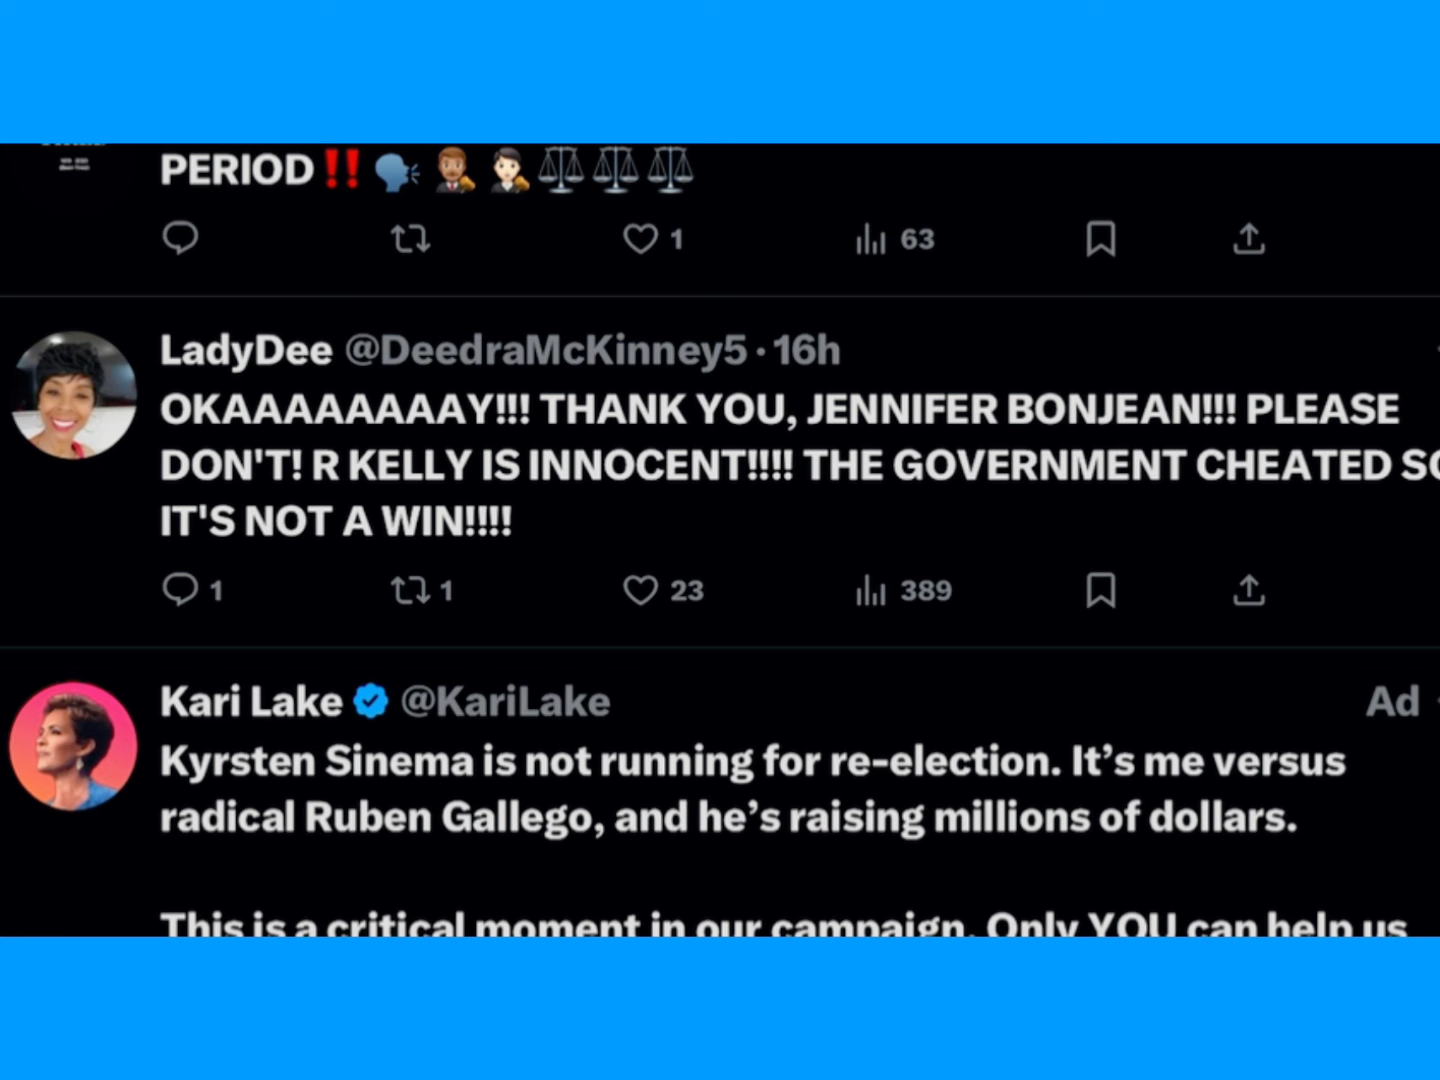 PERIOD‼️🗣️👨🏽‍⚖️🧑🏻‍⚖️⚖️⚖️⚖️
1 63
LadyDee @DeedraMcKinney5 · 16h
OKAAAAAAAAY!!! THANK YOU, JENNIFER BONJEAN!!! PLEASE
DON'T! R KELLY IS INNOCENT!!!! THE GOVERNMENT CHEATED SO
IT'S NOT A WIN!!!!
1 1 23 389
Kari Lake @KariLake Ad
Kyrsten Sinema is not running for re-election. It’s me versus
radical Ruben Gallego, and he’s raising millions of dollars.
This is a critical moment in our campaign. Only YOU can help us